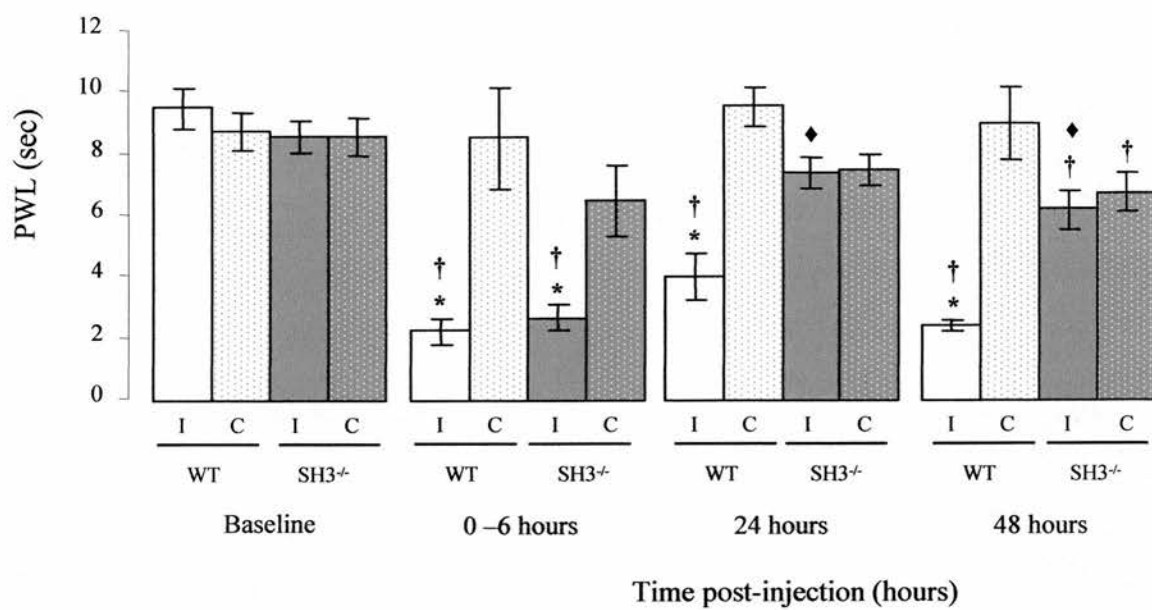 12
10
8
6
4
2
0
PWL (sec)
† * † * † * ♦ † * ♦ † †
I C I C I C I C I C I C I C I C
WT SH3-/- WT SH3-/- WT SH3-/- WT SH3-/-
Baseline 0 –6 hours 24 hours 48 hours
Time post-injection (hours)